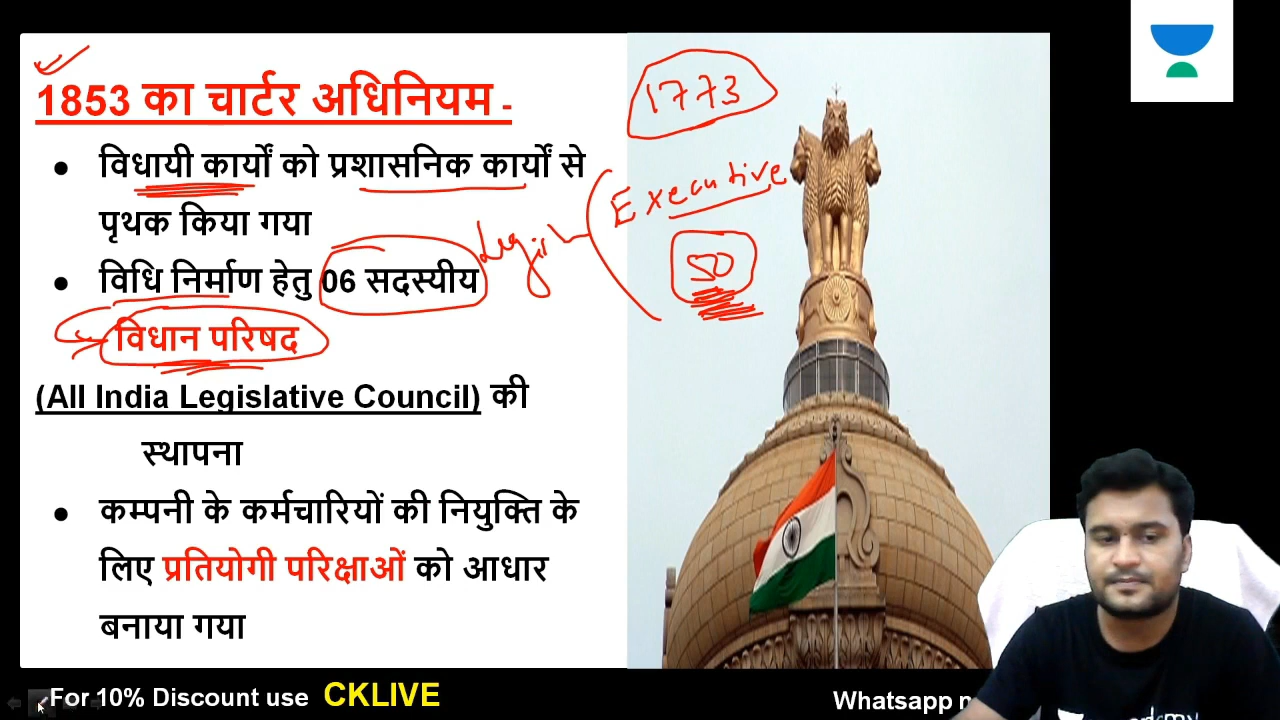 1853 का चार्टर अधिनियम -
● विधायी कार्यों को प्रशासनिक कार्यों से
पृथक किया गया
● विधि निर्माण हेतु 06 सदस्यीय
विधान परिषद
(All India Legislative Council) की
स्थापना
● कम्पनी के कर्मचारियों की नियुक्ति के
लिए प्रतियोगी परिक्षाओं को आधार
बनाया गया
1773
Executive
50
For 10% Discount use CKLIVE
Whatsapp